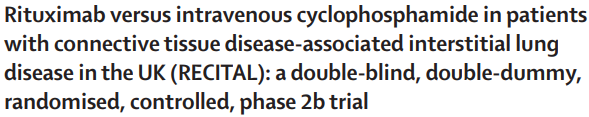 Rituximab versus intravenous cyclophosphamide in patients
with connective tissue disease-associated interstitial lung
disease in the UK (RECITAL): a double-blind, double-dummy,
randomised, controlled, phase 2b trial